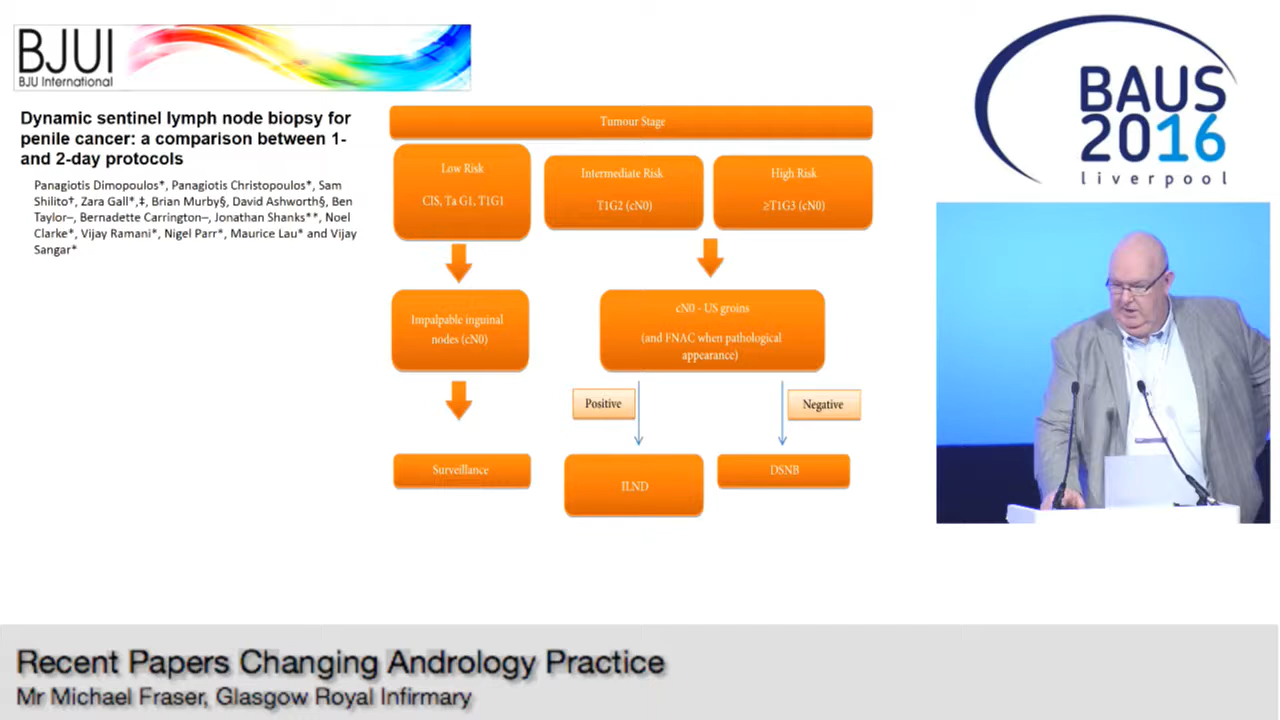 BJUI
BJU International
Dynamic sentinel lymph node biopsy for
penile cancer: a comparison between 1-
and 2-day protocols
Panagiotis Dimopoulos*, Panagiotis Christopoulos*, Sam
Shilito†, Zara Gall*,‡, Brian Murby§, David Ashworth§, Ben
Taylor–, Bernadette Carrington–, Jonathan Shanks**, Noel
Clarke*, Vijay Ramani*, Nigel Parr*, Maurice Lau* and Vijay
Sangar*
Tumour Stage
Low Risk
CIS, Ta G1, T1G1
Intermediate Risk
T1G2 (cN0)
High Risk
≥T1G3 (cN0)
Impalpable inguinal
nodes (cN0)
cN0 - US groins
(and FNAC when pathological
appearance)
Positive
Negative
Surveillance
ILND
DSNB
BAUS
2016
liverpool
Recent Papers Changing Andrology Practice
Mr Michael Fraser, Glasgow Royal Infirmary